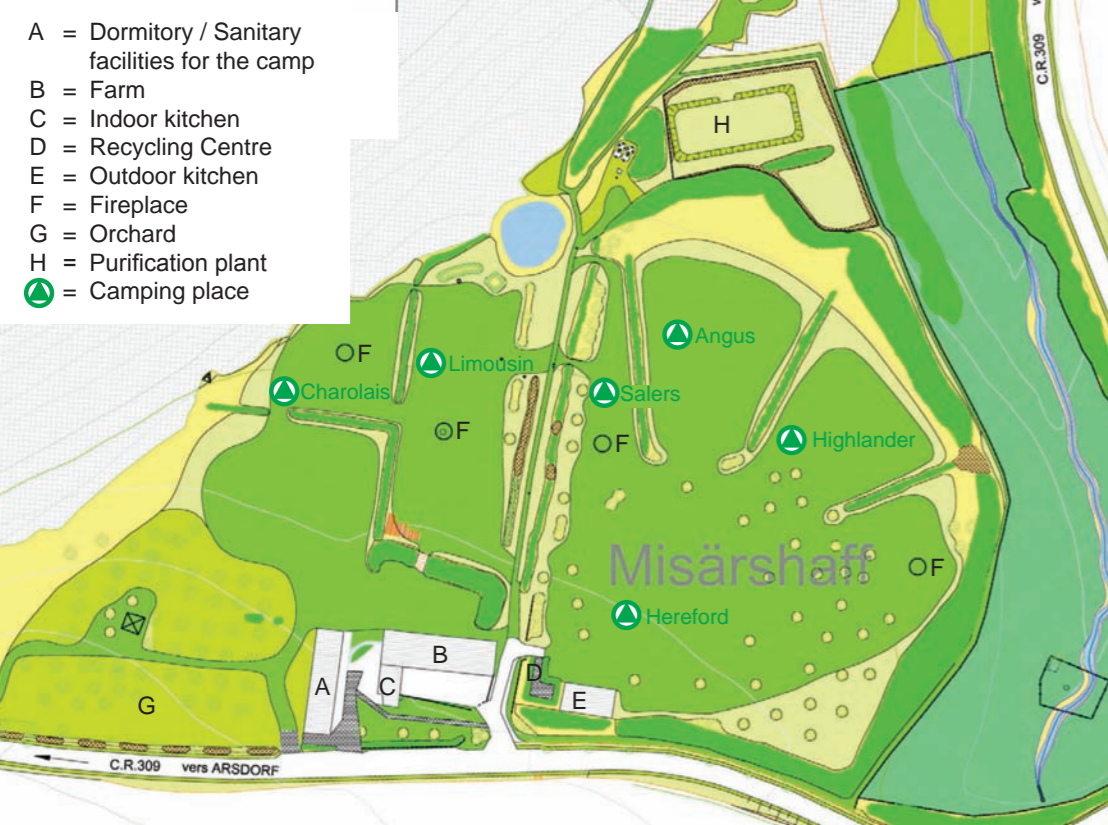 A = Dormitory / Sanitary
facilities for the camp
B = Farm
C = Indoor kitchen
D = Recycling Centre
E = Outdoor kitchen
F = Fireplace
G = Orchard
H = Purification plant
= Camping place
C.R.309
H
Angus
F
Limousin
Charolais
Salers
F
F
Highlander
Misärshaff
F
Hereford
B
A
C
D
E
G
C.R.309 vers ARSDORF